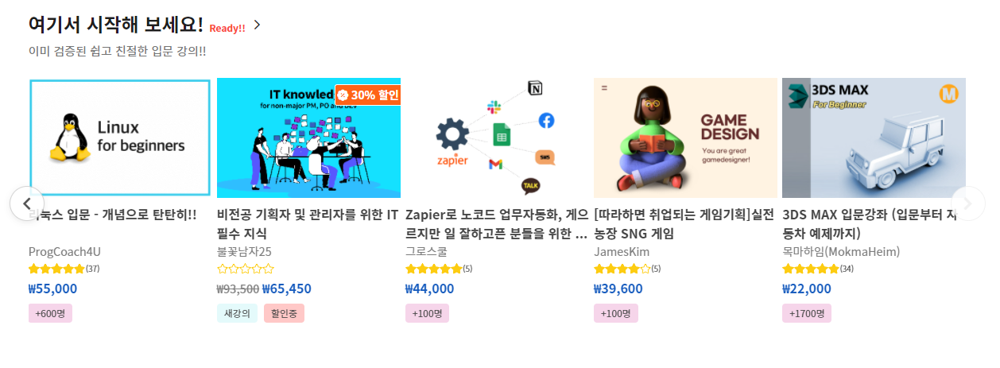 여기서 시작해 보세요! Ready!!
이미 검증된 쉽고 친절한 입문 강의!!
Linux
for beginners
리눅스 입문 - 개념으로 탄탄히!!
ProgCoach4U
(37)
₩55,000
+600명
IT knowled
30% 할인
for non-major PM, PO and DEV
비전공 기획자 및 관리자를 위한 IT
필수 지식
불꽃남자25
₩93,500 ₩65,450
새강의 할인중
zapier
SMS
TALK
Zapier로 노코드 업무자동화, 게으
르지만 일 잘하고픈 분들을 위한 ...
그로스쿨
(5)
₩44,000
+100명
GAME
DESIGN
You are great
gamedesigner!
[따라하면 취업되는 게임기획]실전
농장 SNG 게임
JamesKim
(5)
₩39,600
+100명
3DS MAX
For Beginner
M
3DS MAX 입문강좌 (입문부터 자
동차 예제까지)
목마하임(MokmaHeim)
(34)
₩22,000
+1700명